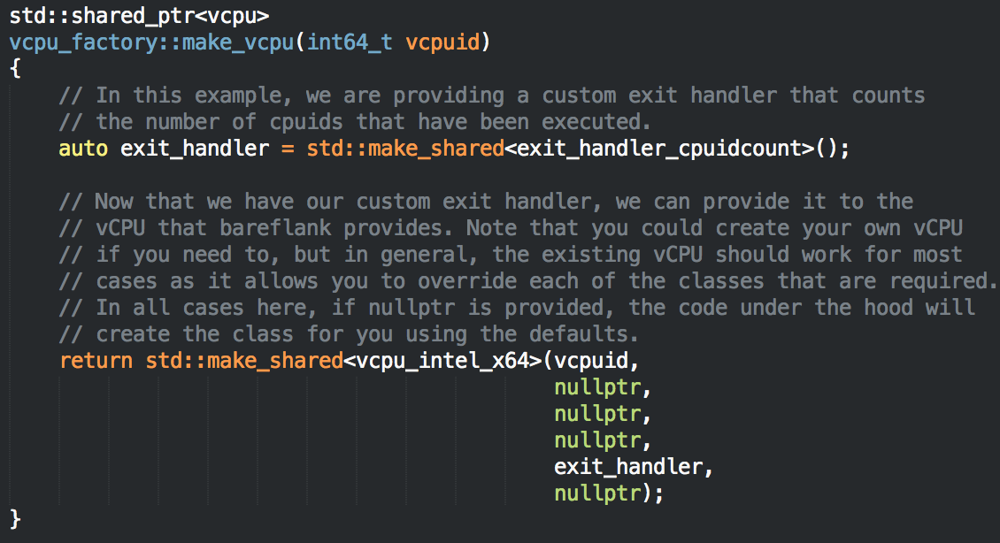 std::shared_ptr<vcpu>
vcpu_factory::make_vcpu(int64_t vcpuid)
{
    // In this example, we are providing a custom exit handler that counts
    // the number of cpuids that have been executed.
    auto exit_handler = std::make_shared<exit_handler_cpuidcount>();

    // Now that we have our custom exit handler, we can provide it to the
    // vCPU that bareflank provides. Note that you could create your own vCPU
    // if you need to, but in general, the existing vCPU should work for most
    // cases as it allows you to override each of the classes that are required.
    // In all cases here, if nullptr is provided, the code under the hood will
    // create the class for you using the defaults.
    return std::make_shared<vcpu_intel_x64>(vcpuid,
                                            nullptr,
                                            nullptr,
                                            nullptr,
                                            exit_handler,
                                            nullptr);
}